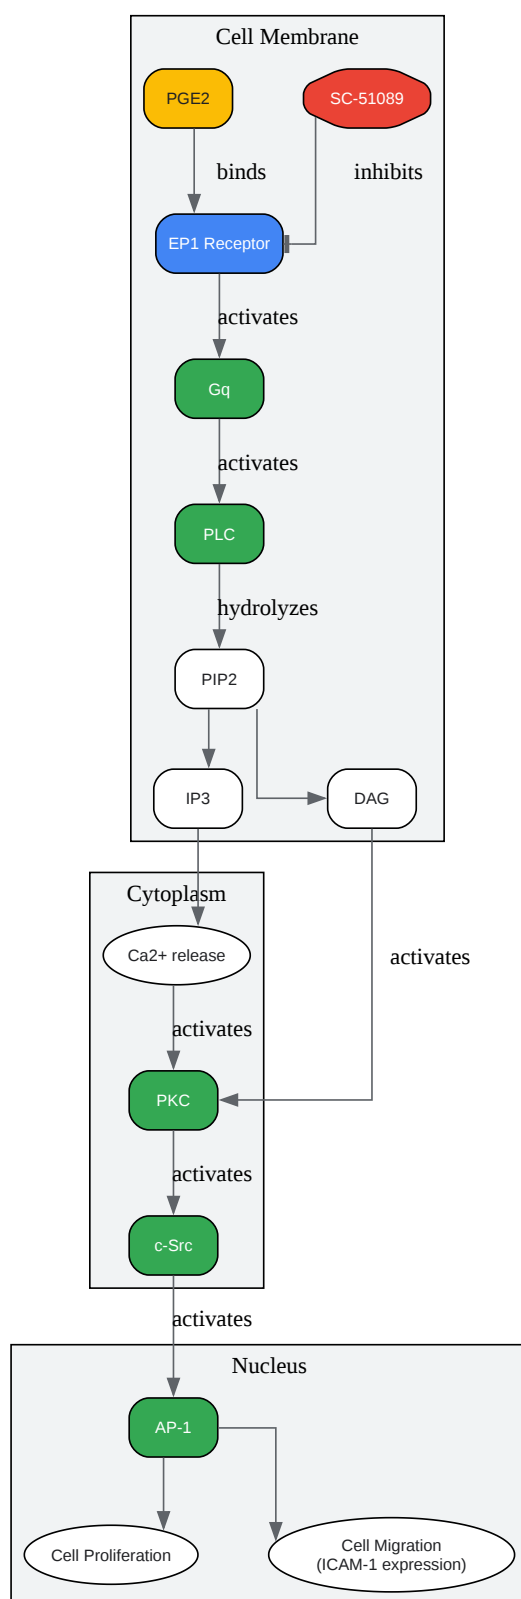 Cell Membrane
PGE2
SC-51089
binds
inhibits
EP1 Receptor
activates
Gq
activates
PLC
hydrolyzes
PIP2
IP3
DAG
Cytoplasm
Ca2+ release
activates
activates
PKC
activates
c-Src
activates
Nucleus
AP-1
Cell Proliferation
Cell Migration
(ICAM-1 expression)